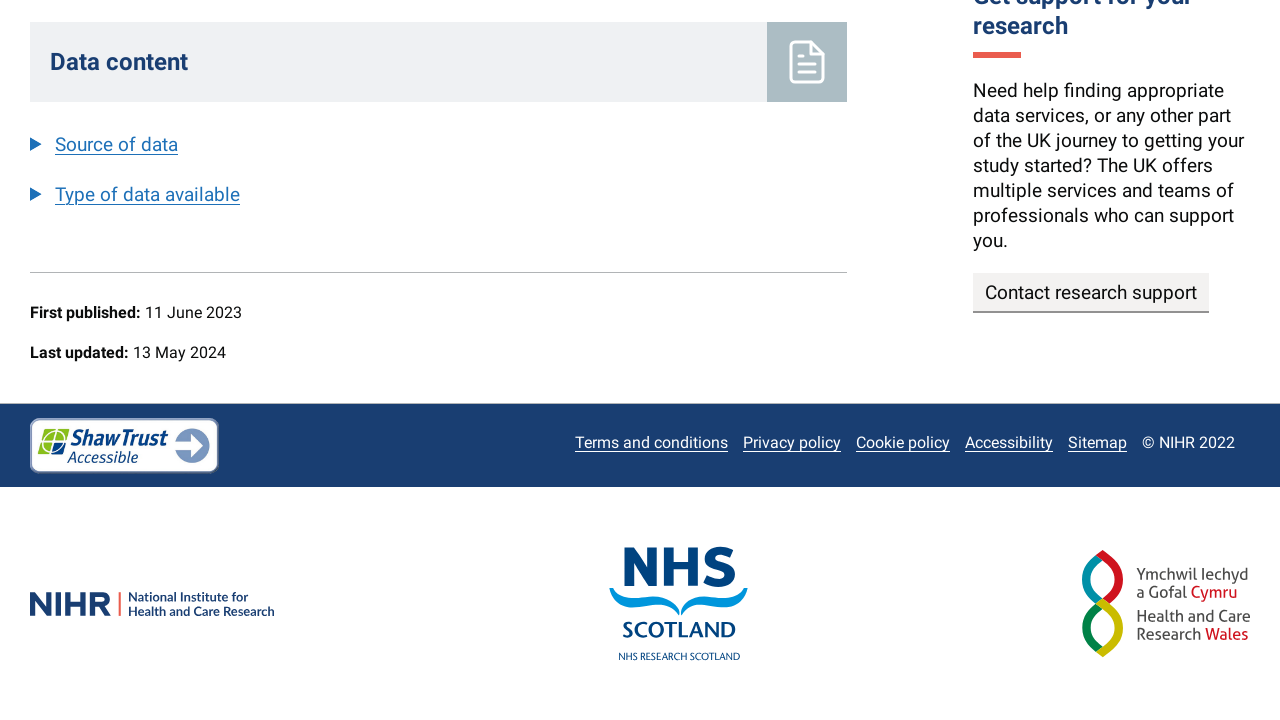 Data content
Source of data
Type of data available
First published: 11 June 2023
Last updated: 13 May 2024
Get support for your
research
Need help finding appropriate
data services, or any other part
of the UK journey to getting your
study started? The UK offers
multiple services and teams of
professionals who can support
you.
Contact research support
ShawTrust
Accessible
Terms and conditions Privacy policy Cookie policy Accessibility Sitemap © NIHR 2022
NIHR | National Institute for
Health and Care Research
NHS
SCOTLAND
NHS RESEARCH SCOTLAND
Ymchwil Iechyd
a Gofal Cymru
Health and Care
Research Wales